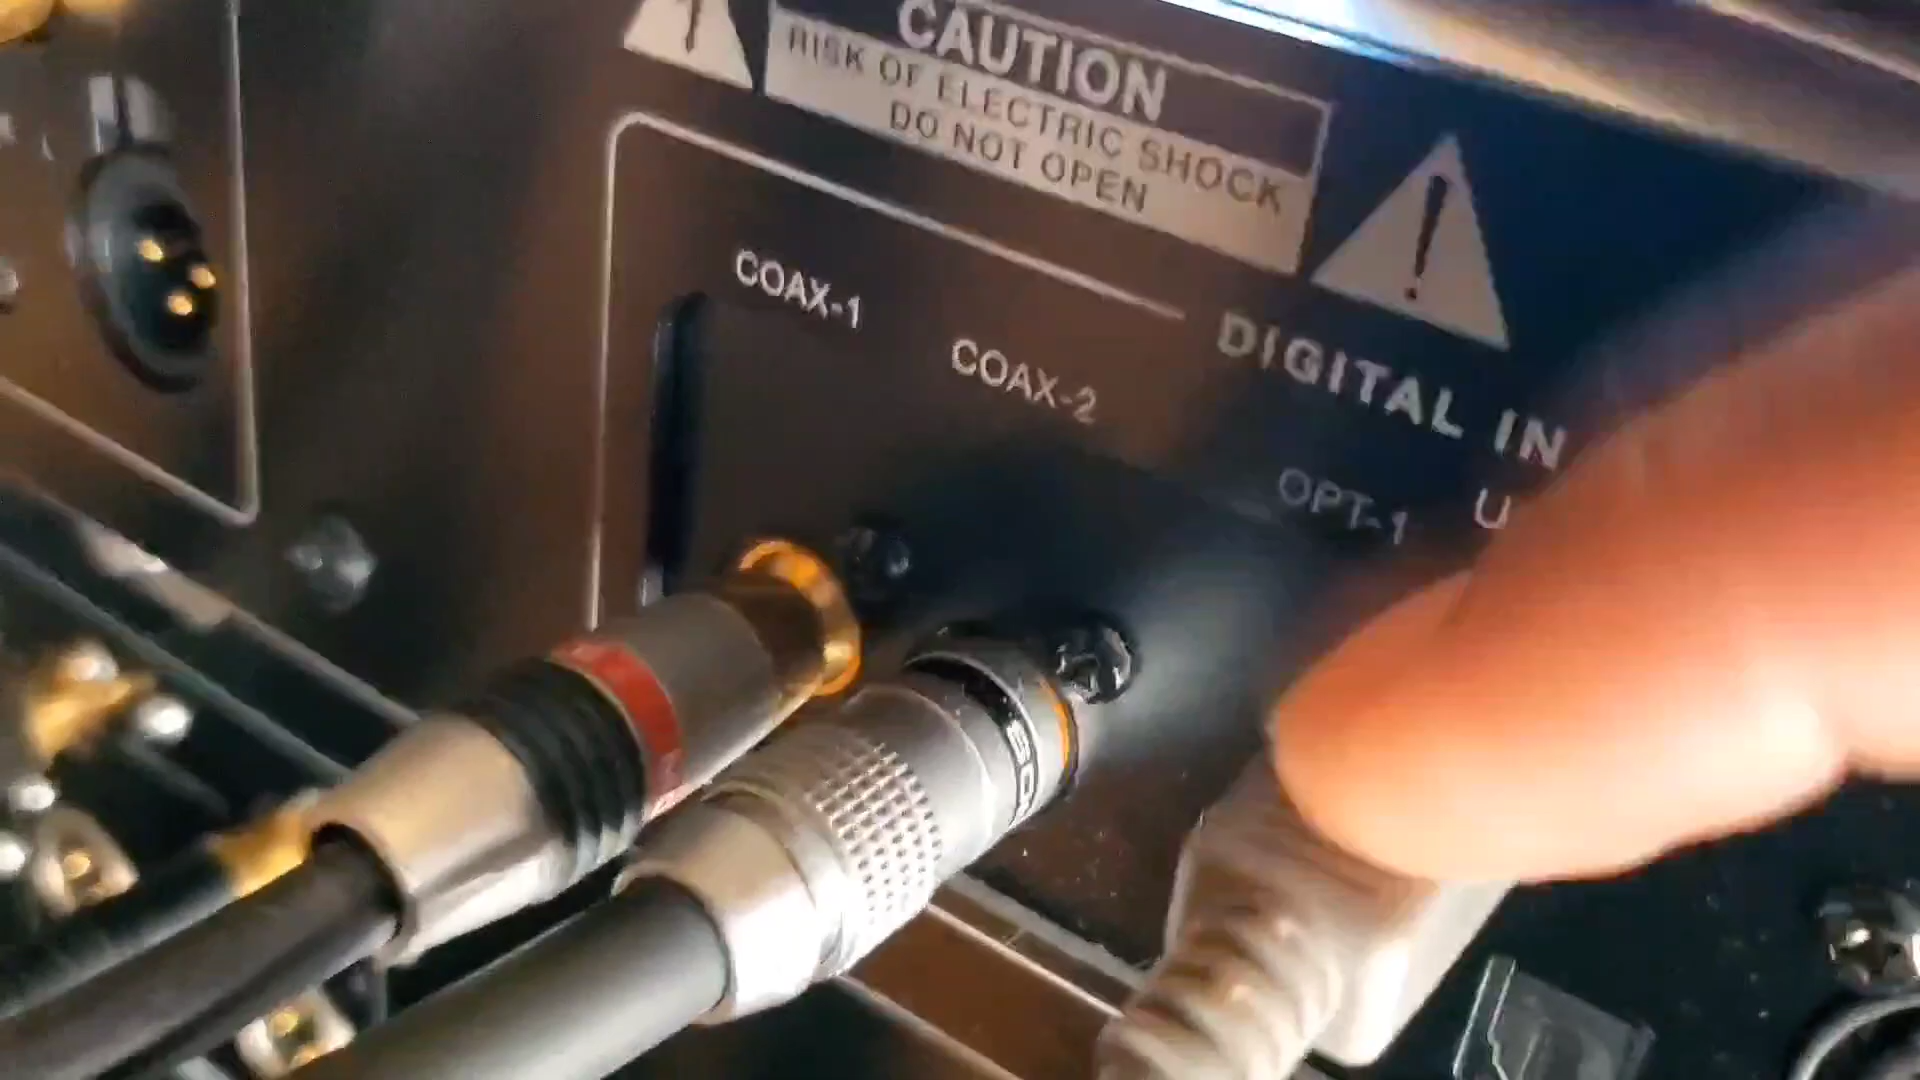 CAUTION
RISK OF ELECTRIC SHOCK
DO NOT OPEN
COAX-1
COAX-2
DIGITAL IN
OPT-1
U